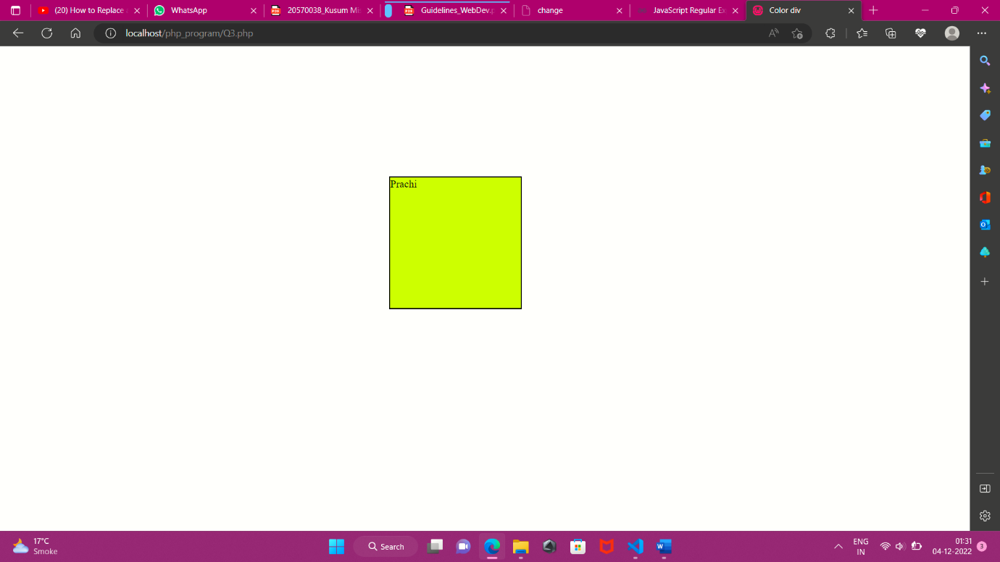 (20) How to Replace
WhatsApp
20570038_Kusum Mis
Guidelines_WebDev.p
change
JavaScript Regular Ex
Color div
localhost/php_program/Q3.php
Prachi
17°C
Smoke
Search
ENG
IN
01:31
04-12-2022
3